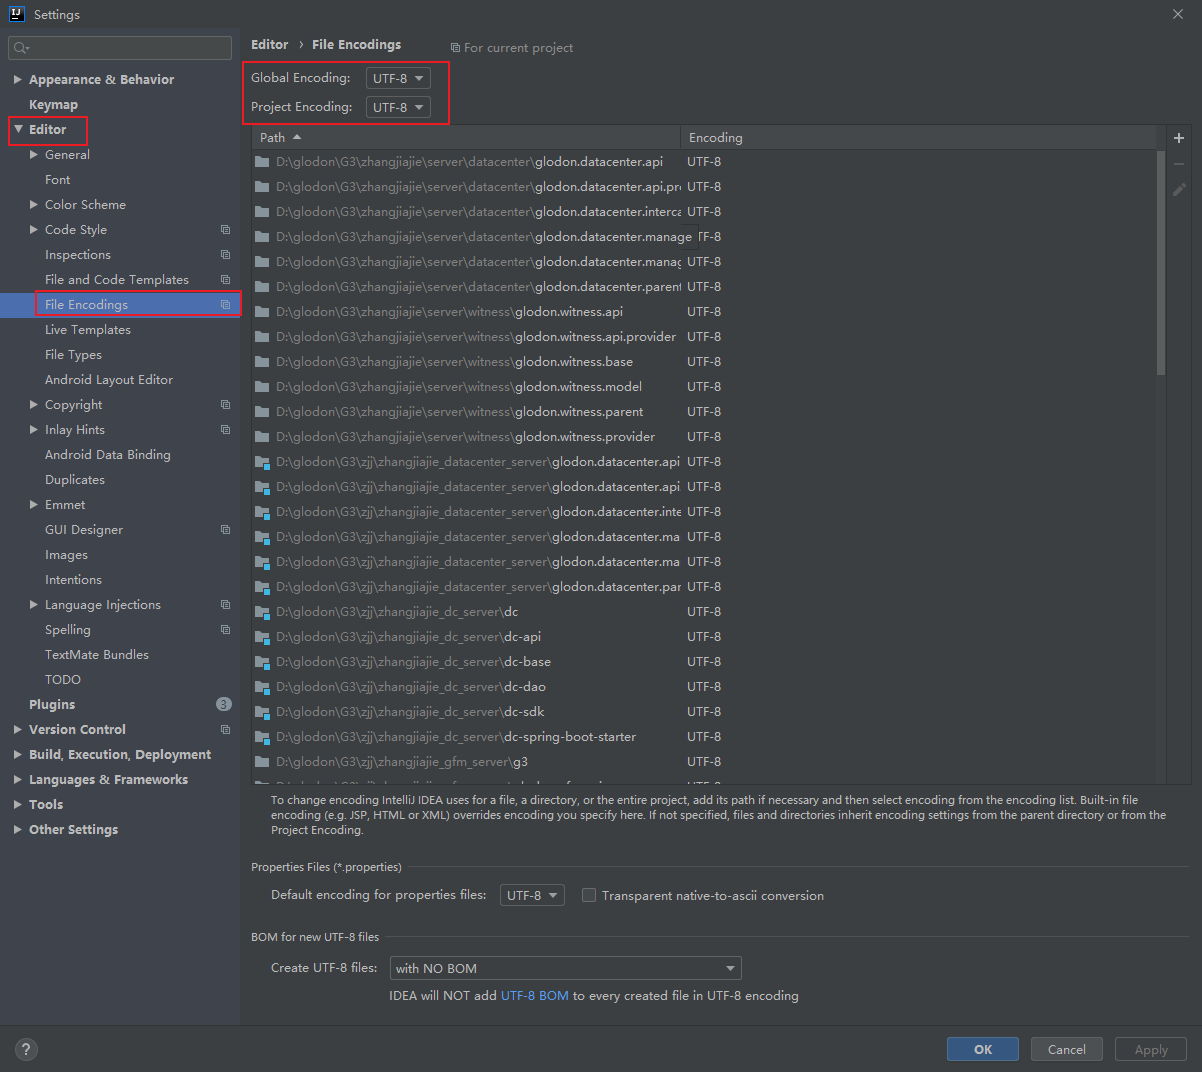 Settings
Editor › File Encodings
For current project
Appearance & Behavior
Keymap
Editor
General
Font
Color Scheme
Code Style
Inspections
File and Code Templates
File Encodings
Live Templates
File Types
Android Layout Editor
Copyright
Inlay Hints
Android Data Binding
Duplicates
Emmet
GUI Designer
Images
Intentions
Language Injections
Spelling
TextMate Bundles
TODO
Plugins 3
Version Control
Build, Execution, Deployment
Languages & Frameworks
Tools
Other Settings
Global Encoding: UTF-8
Project Encoding: UTF-8
Path Encoding
D:\glodon\G3\zhangjiajie\server\datacenter\glodon.datacenter.api UTF-8
D:\glodon\G3\zhangjiajie\server\datacenter\glodon.datacenter.api.pr UTF-8
D:\glodon\G3\zhangjiajie\server\datacenter\glodon.datacenter.interca UTF-8
D:\glodon\G3\zhangjiajie\server\datacenter\glodon.datacenter.manage TF-8
D:\glodon\G3\zhangjiajie\server\datacenter\glodon.datacenter.manag UTF-8
D:\glodon\G3\zhangjiajie\server\datacenter\glodon.datacenter.parent UTF-8
D:\glodon\G3\zhangjiajie\server\witness\glodon.witness.api UTF-8
D:\glodon\G3\zhangjiajie\server\witness\glodon.witness.api.provider UTF-8
D:\glodon\G3\zhangjiajie\server\witness\glodon.witness.base UTF-8
D:\glodon\G3\zhangjiajie\server\witness\glodon.witness.model UTF-8
D:\glodon\G3\zhangjiajie\server\witness\glodon.witness.parent UTF-8
D:\glodon\G3\zhangjiajie\server\witness\glodon.witness.provider UTF-8
D:\glodon\G3\zjj\zhangjiajie_datacenter_server\glodon.datacenter.api UTF-8
D:\glodon\G3\zjj\zhangjiajie_datacenter_server\glodon.datacenter.api. UTF-8
D:\glodon\G3\zjj\zhangjiajie_datacenter_server\glodon.datacenter.inte UTF-8
D:\glodon\G3\zjj\zhangjiajie_datacenter_server\glodon.datacenter.ma UTF-8
D:\glodon\G3\zjj\zhangjiajie_datacenter_server\glodon.datacenter.ma UTF-8
D:\glodon\G3\zjj\zhangjiajie_datacenter_server\glodon.datacenter.par UTF-8
D:\glodon\G3\zjj\zhangjiajie_dc_server\dc UTF-8
D:\glodon\G3\zjj\zhangjiajie_dc_server\dc-api UTF-8
D:\glodon\G3\zjj\zhangjiajie_dc_server\dc-base UTF-8
D:\glodon\G3\zjj\zhangjiajie_dc_server\dc-dao UTF-8
D:\glodon\G3\zjj\zhangjiajie_dc_server\dc-sdk UTF-8
D:\glodon\G3\zjj\zhangjiajie_dc_server\dc-spring-boot-starter UTF-8
D:\glodon\G3\zjj\zhangjiajie_gfm_server\g3 UTF-8
To change encoding IntelliJ IDEA uses for a file, a directory, or the entire project, add its path if necessary and then select encoding from the encoding list. Built-in file
encoding (e.g. JSP, HTML or XML) overrides encoding you specify here. If not specified, files and directories inherit encoding settings from the parent directory or from the
Project Encoding.
Properties Files (*.properties)
Default encoding for properties files: UTF-8 Transparent native-to-ascii conversion
BOM for new UTF-8 files
Create UTF-8 files: with NO BOM
IDEA will NOT add UTF-8 BOM to every created file in UTF-8 encoding
? OK Cancel Apply